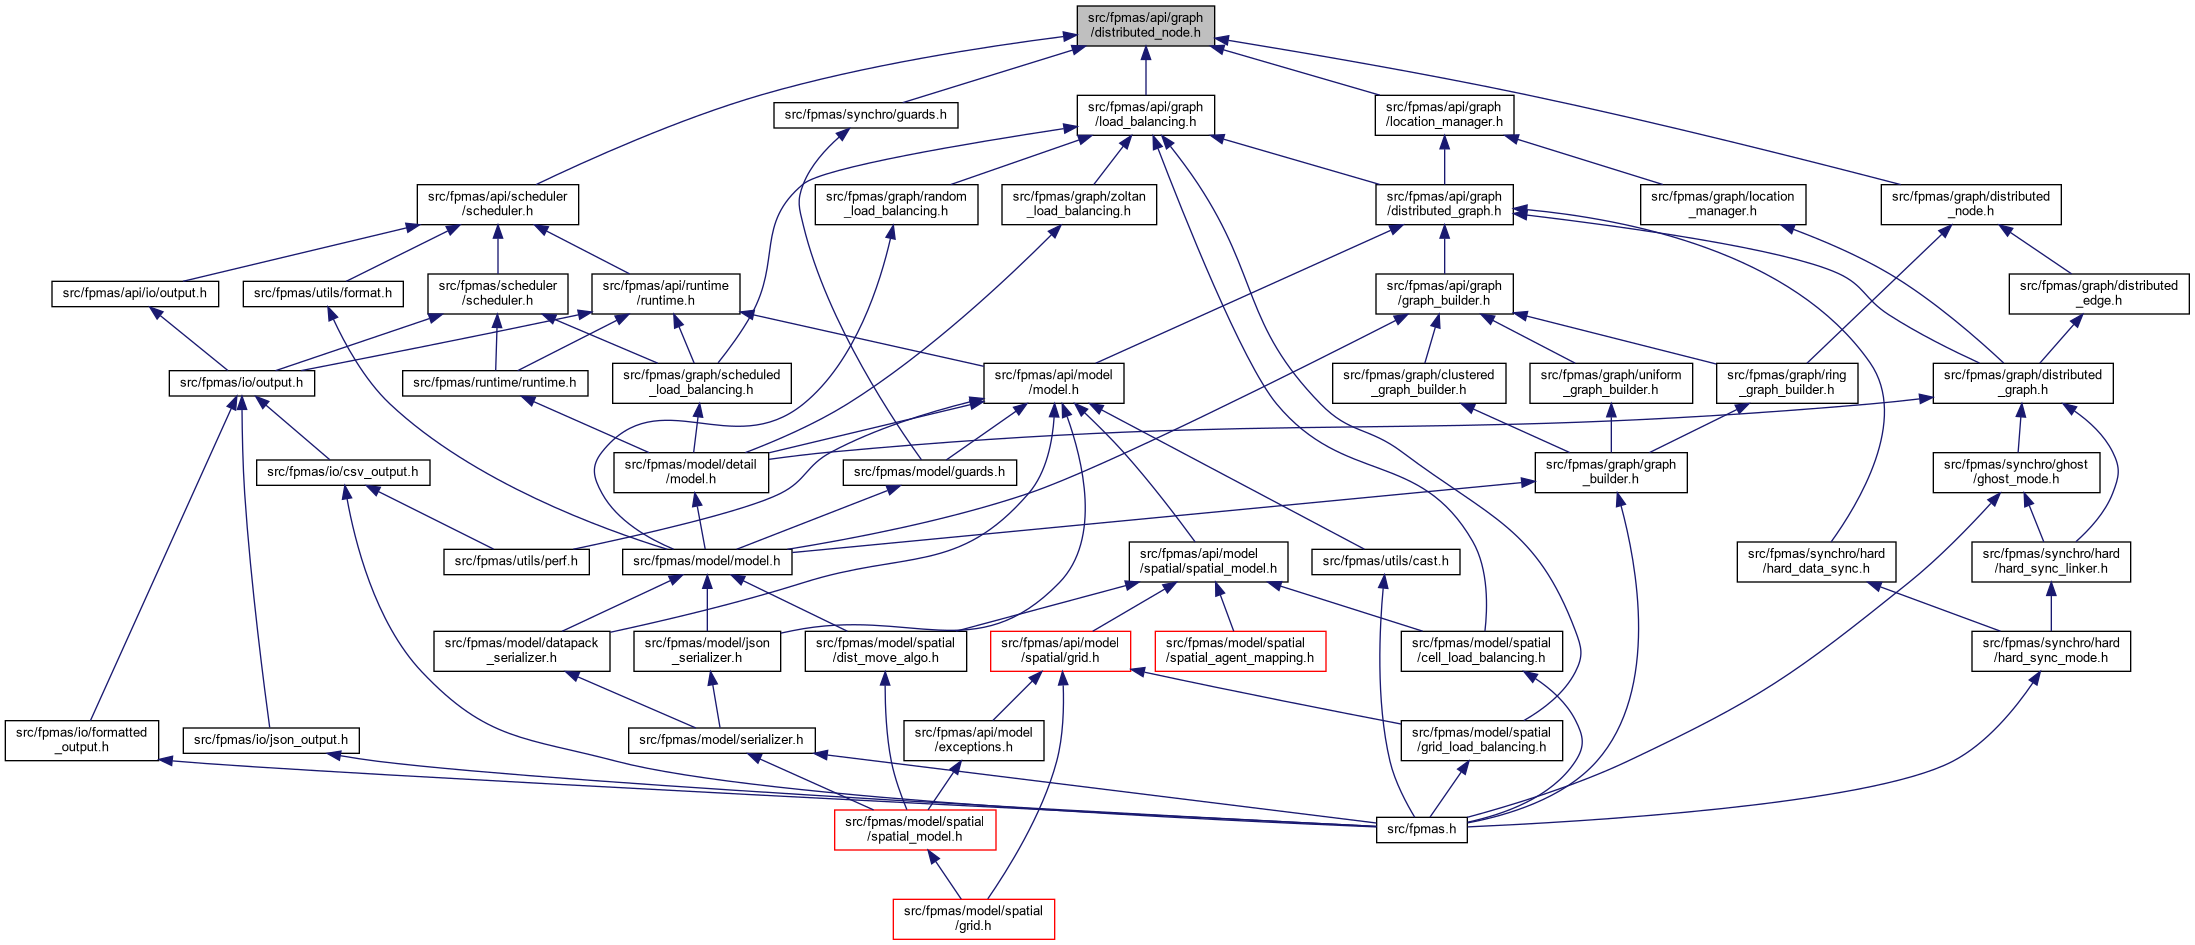 src/fpmas/api/graph
/distributed_node.h
src/fpmas/synchro/guards.h
src/fpmas/api/graph
/load_balancing.h
src/fpmas/api/graph
/location_manager.h
src/fpmas/api/scheduler
/scheduler.h
src/fpmas/graph/random
_load_balancing.h
src/fpmas/graph/zoltan
_load_balancing.h
src/fpmas/api/graph
/distributed_graph.h
src/fpmas/graph/location
_manager.h
src/fpmas/graph/distributed
_node.h
src/fpmas/api/io/output.h
src/fpmas/utils/format.h
src/fpmas/scheduler
/scheduler.h
src/fpmas/api/runtime
/runtime.h
src/fpmas/api/graph
/graph_builder.h
src/fpmas/graph/distributed
_edge.h
src/fpmas/io/output.h
src/fpmas/runtime/runtime.h
src/fpmas/graph/scheduled
_load_balancing.h
src/fpmas/api/model
/model.h
src/fpmas/graph/clustered
_graph_builder.h
src/fpmas/graph/uniform
_graph_builder.h
src/fpmas/graph/ring
_graph_builder.h
src/fpmas/graph/distributed
_graph.h
src/fpmas/io/csv_output.h
src/fpmas/model/detail
/model.h
src/fpmas/model/guards.h
src/fpmas/graph/graph
_builder.h
src/fpmas/synchro/ghost
/ghost_mode.h
src/fpmas/utils/perf.h
src/fpmas/model/model.h
src/fpmas/api/model
/spatial/spatial_model.h
src/fpmas/utils/cast.h
src/fpmas/synchro/hard
/hard_data_sync.h
src/fpmas/synchro/hard
/hard_sync_linker.h
src/fpmas/model/datapack
_serializer.h
src/fpmas/model/json
_serializer.h
src/fpmas/model/spatial
/dist_move_algo.h
src/fpmas/api/model
/spatial/grid.h
src/fpmas/model/spatial
/spatial_agent_mapping.h
src/fpmas/model/spatial
/cell_load_balancing.h
src/fpmas/synchro/hard
/hard_sync_mode.h
src/fpmas/io/formatted
_output.h
src/fpmas/io/json_output.h
src/fpmas/model/serializer.h
src/fpmas/api/model
/exceptions.h
src/fpmas/model/spatial
/grid_load_balancing.h
src/fpmas/model/spatial
/spatial_model.h
src/fpmas.h
src/fpmas/model/spatial
/grid.h